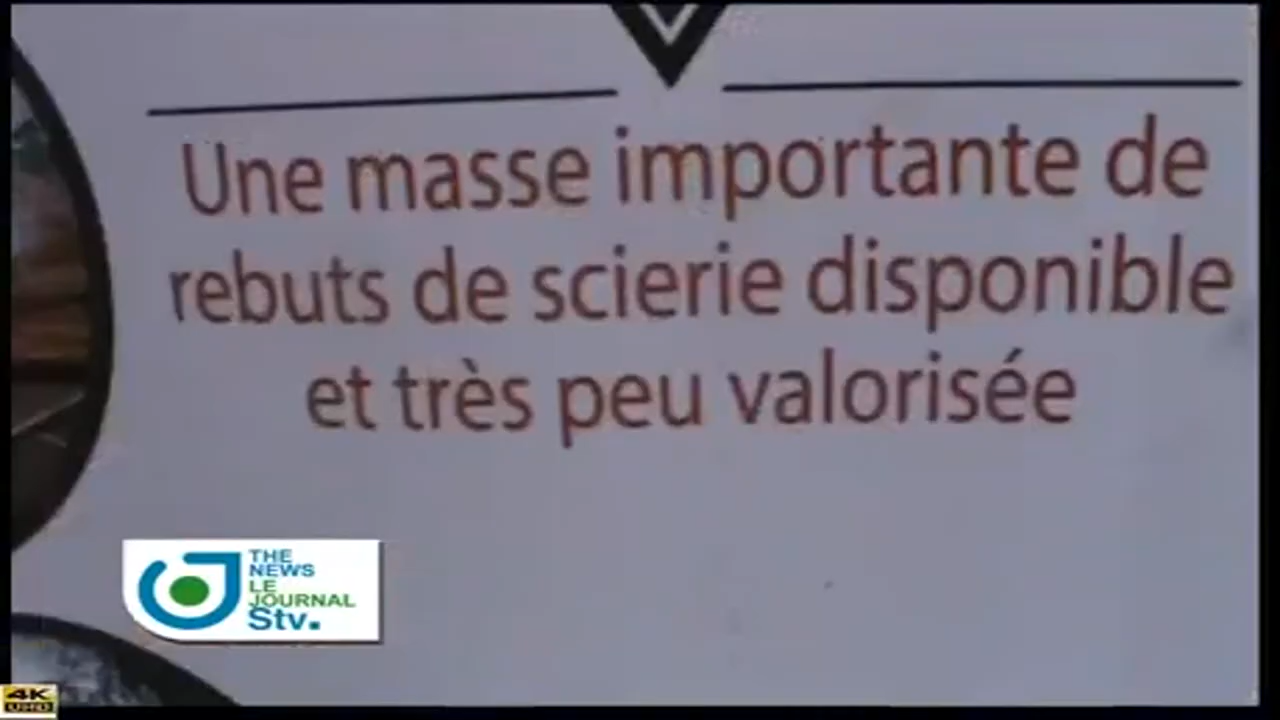 Une masse importante de
rebuts de scierie disponible
et très peu valorisée
THE
NEWS
LE
JOURNAL
Stv.
4K
UHD